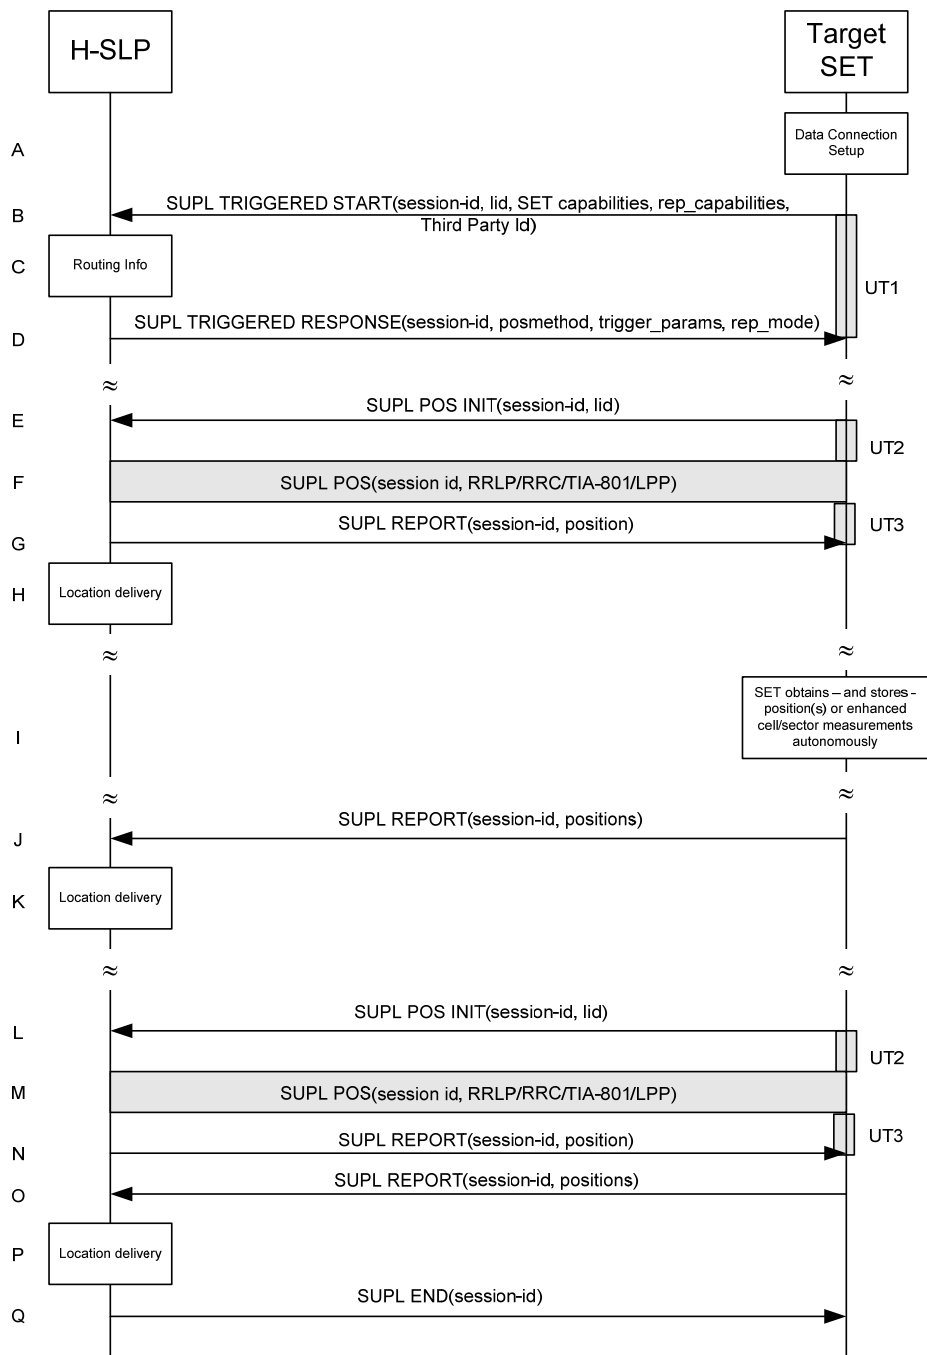 H-SLP
Target
SET
A
Data Connection
Setup
B
SUPL TRIGGERED START(session-id, lid, SET capabilities, rep_capabilities,
Third Party Id)
C
Routing Info
UT1
D
SUPL TRIGGERED RESPONSE(session-id, posmethod, trigger_params, rep_mode)
≈
≈
E
SUPL POS INIT(session-id, lid)
UT2
F
SUPL POS(session id, RRLP/RRC/TIA-801/LPP)
SUPL REPORT(session-id, position)
UT3
G
H
Location delivery
≈
≈
SET obtains – and stores -
position(s) or enhanced
cell/sector measurements
autonomously
I
≈
≈
SUPL REPORT(session-id, positions)
J
K
Location delivery
≈
≈
SUPL POS INIT(session-id, lid)
L
UT2
M
SUPL POS(session id, RRLP/RRC/TIA-801/LPP)
SUPL REPORT(session-id, position)
UT3
N
SUPL REPORT(session-id, positions)
O
P
Location delivery
SUPL END(session-id)
Q